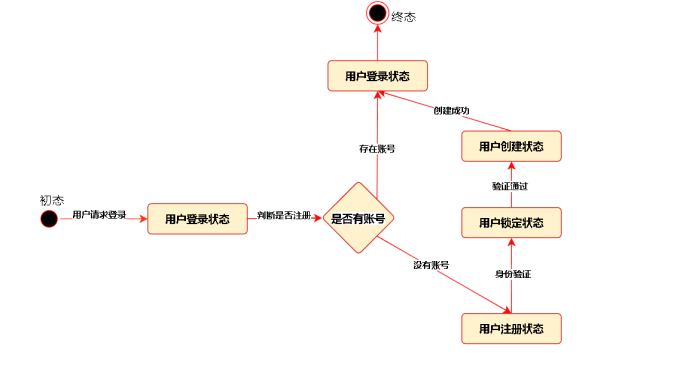 终态
用户登录状态
创建成功
用户创建状态
存在账号
验证通过
初态
用户请求登录
用户登录状态
判断是否注册
是否有账号
用户锁定状态
没有账号
身份验证
用户注册状态